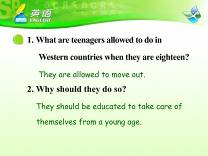 英语
1. What are teenagers allowed to do in
Western countries when they are eighteen?
They are allowed to move out.
2. Why should they do so?
They should be educated to take care of
themselves from a young age.